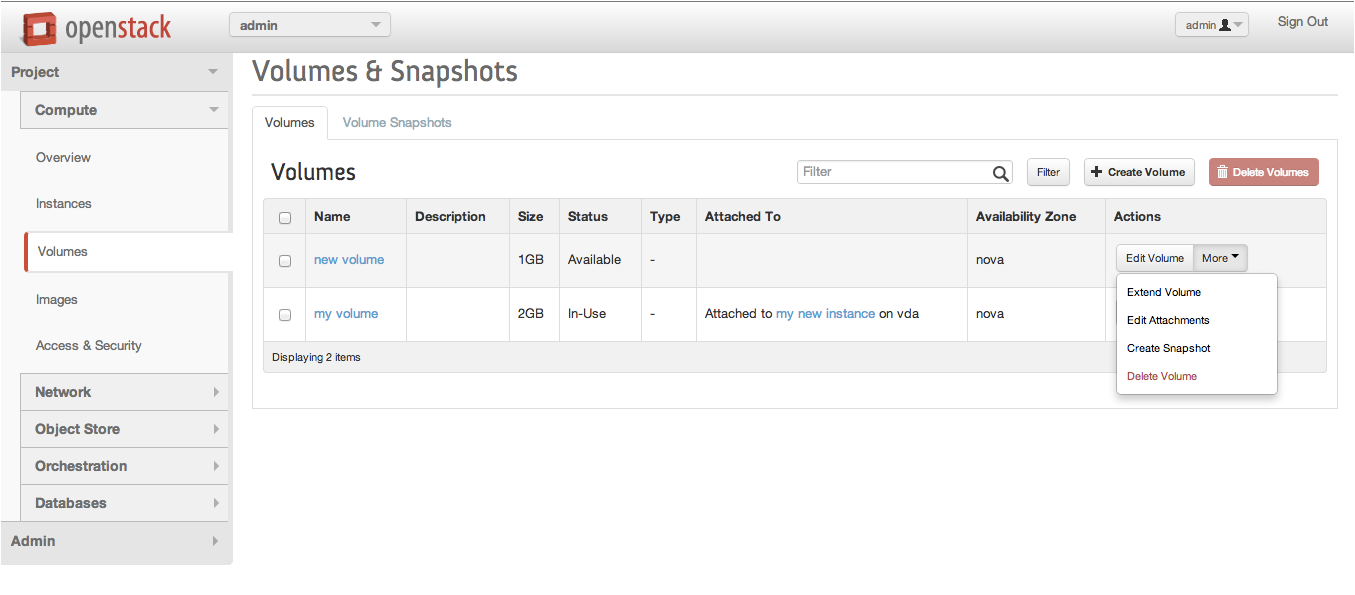 openstack
admin
admin
Sign Out
Project
Compute
Overview
Instances
Volumes
Images
Access & Security
Network
Object Store
Orchestration
Databases
Admin
Volumes & Snapshots
Volumes
Volume Snapshots
Volumes
Filter
Filter
+ Create Volume
Delete Volumes
Name Description Size Status Type Attached To Availability Zone Actions
new volume 1GB Available - nova Edit Volume More
Extend Volume
Edit Attachments
Create Snapshot
Delete Volume
my volume 2GB In-Use - Attached to my new instance on vda nova
Displaying 2 items